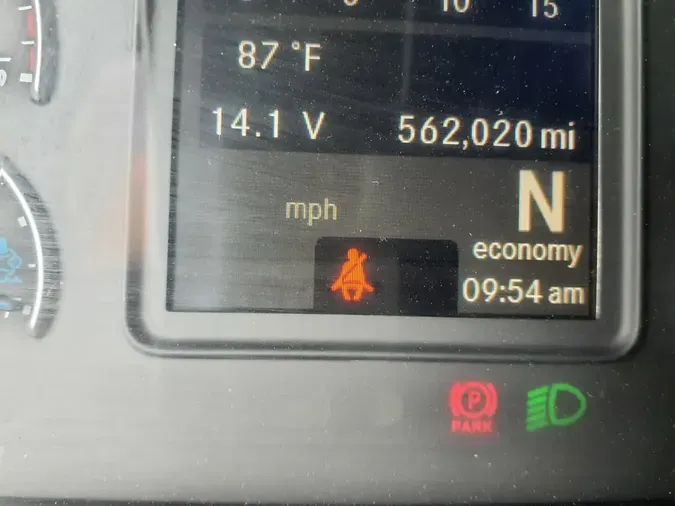 10 15
87 °F
14.1 V 562,020 mi
N
mph
economy
09:54 am
P
PARK